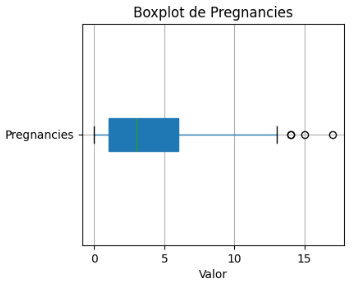 Boxplot de Pregnancies
Pregnancies
0 5 10 15
Valor